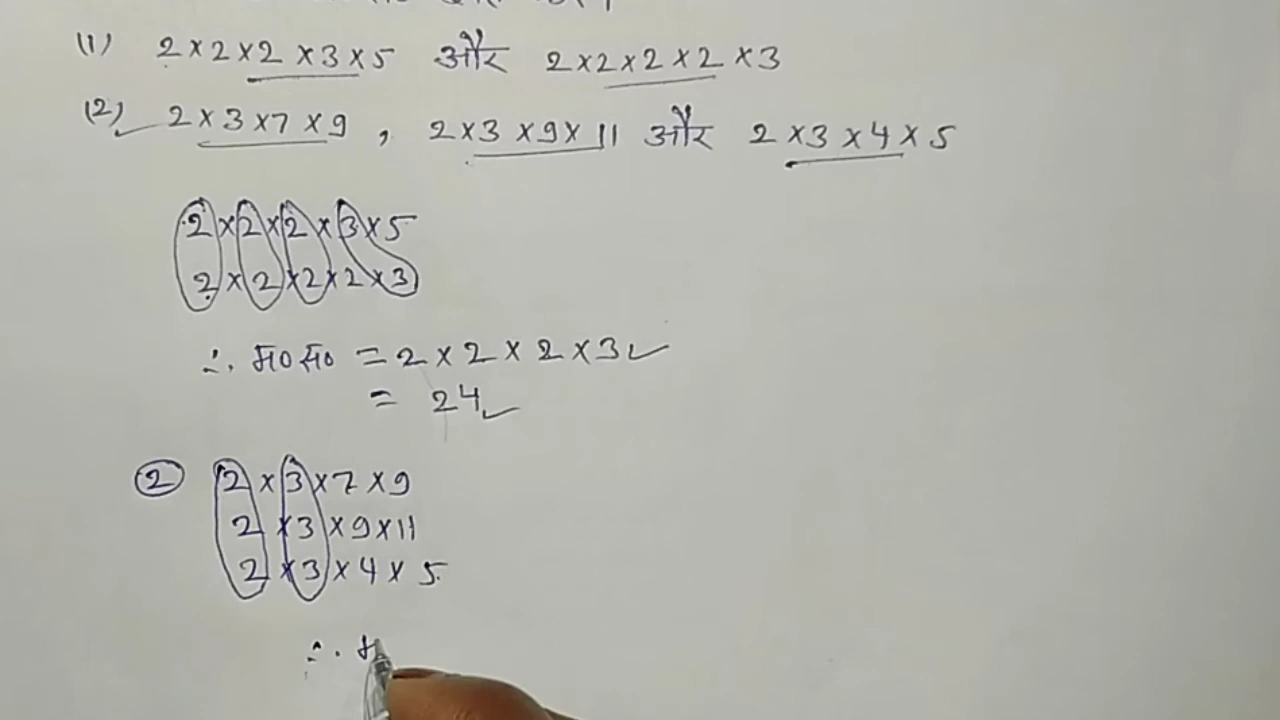 (1) 2×2×2×3×5 और 2×2×2×2×3
(2) 2×3×7×9, 2×3×9×11 और 2×3×4×5
2×2×2×3×5
2×2×2×2×3
∴ म०स० = 2×2×2×3
= 24
2 2×3×7×9
2×3×9×11
2×3×4×5
∴